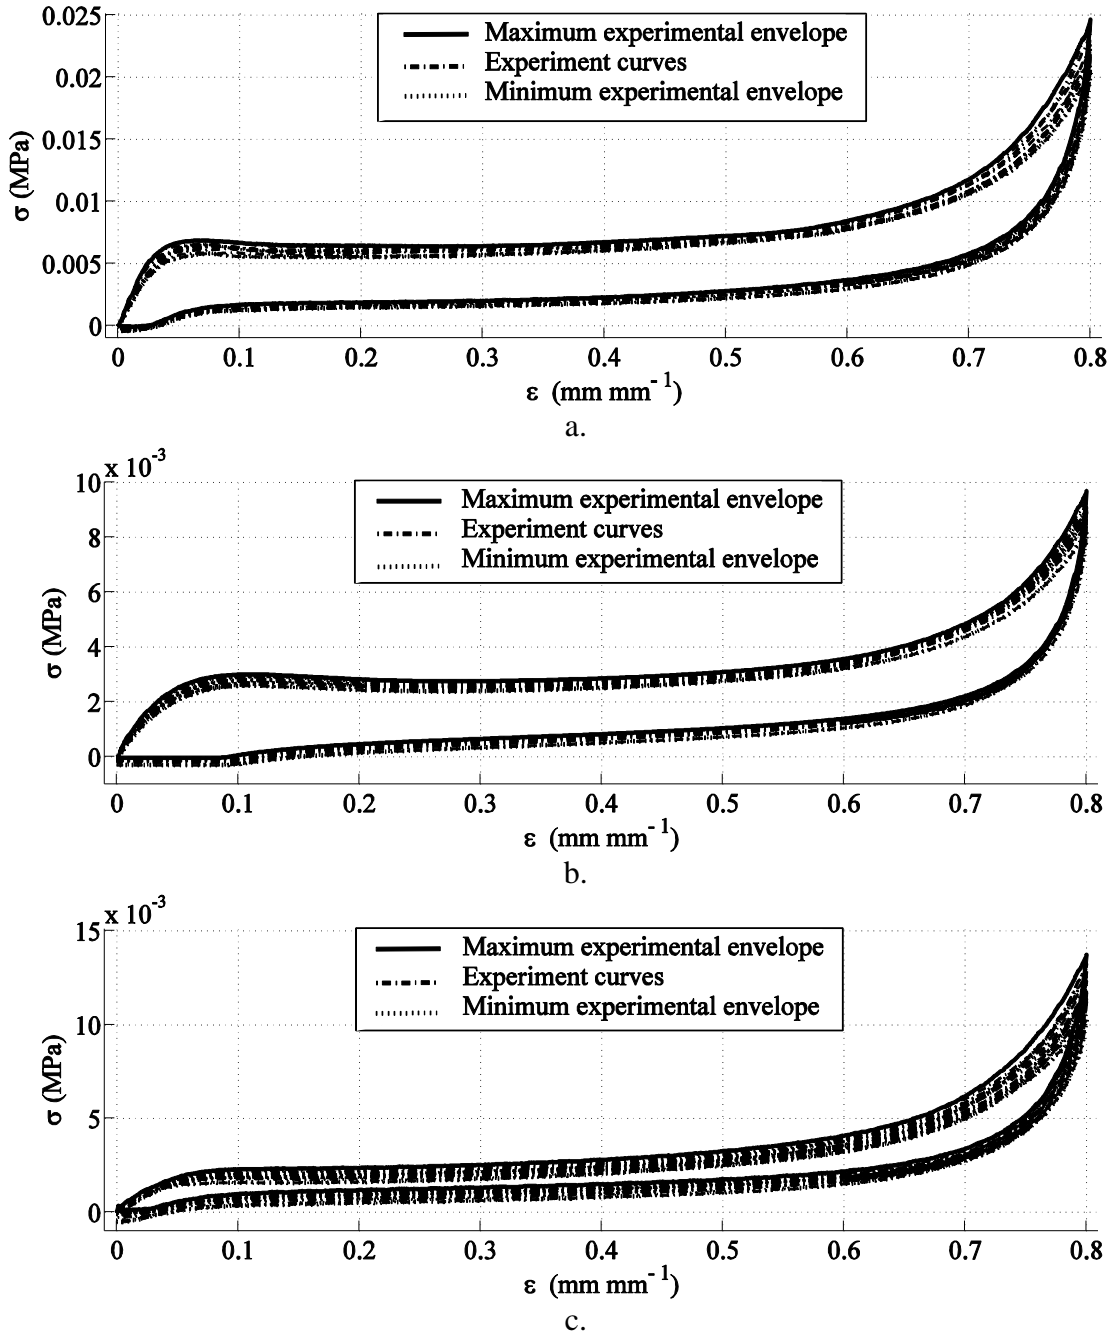 0.025
0.02
0.015
0.01
0.005
0
σ (MPa)
Maximum experimental envelope
Experiment curves
Minimum experimental envelope
0 0.1 0.2 0.3 0.4 0.5 0.6 0.7 0.8
ε (mm mm⁻¹)
a.
x 10⁻³
10
8
6
4
2
0
σ (MPa)
Maximum experimental envelope
Experiment curves
Minimum experimental envelope
0 0.1 0.2 0.3 0.4 0.5 0.6 0.7 0.8
ε (mm mm⁻¹)
b.
x 10⁻³
15
10
5
0
σ (MPa)
Maximum experimental envelope
Experiment curves
Minimum experimental envelope
0 0.1 0.2 0.3 0.4 0.5 0.6 0.7 0.8
ε (mm mm⁻¹)
c.